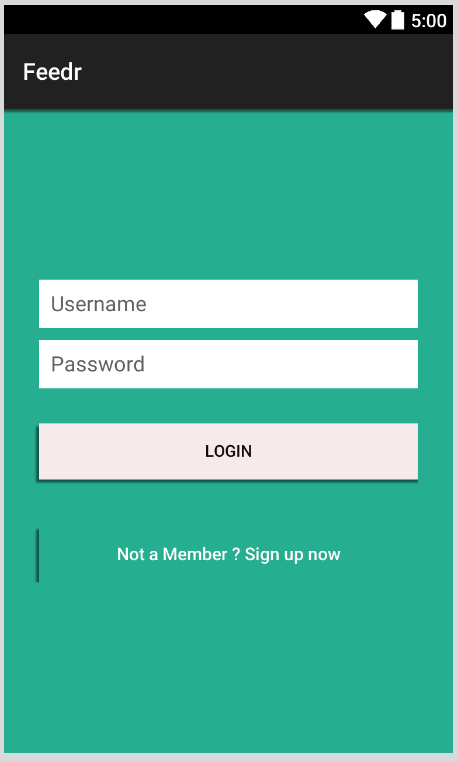 5:00
Feedr
Username
Password
LOGIN
Not a Member ? Sign up now